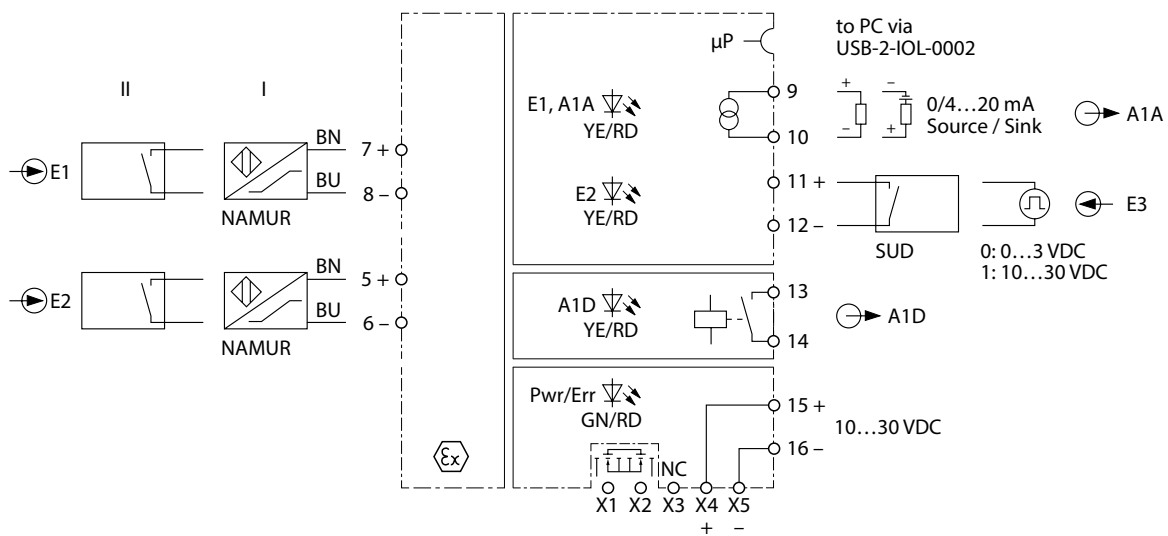 to PC via
USB-2-IOL-0002
µP
II
I
E1, A1A
YE/RD
9
10
+
–
–
+
0/4…20 mA
Source / Sink
A1A
E1
NAMUR
BN
BU
7 +
8 –
E2
YE/RD
11 +
12 –
SUD
0: 0…3 VDC
1: 10…30 VDC
E3
E2
NAMUR
BN
BU
5 +
6 –
A1D
YE/RD
13
14
A1D
Pwr/Err
GN/RD
15 +
16 –
10…30 VDC
Ex
NC
X1 X2 X3 X4 X5
+ –